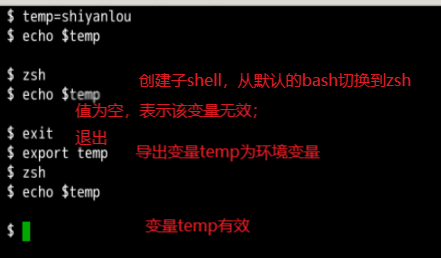 $ temp=shiyanlou
$ echo $temp
$ zsh
创建子shell，从默认的bash切换到zsh
$ echo $temp
值为空，表示该变量无效；
$ exit
退出
$ export temp 导出变量temp为环境变量
$ zsh
$ echo $temp
变量temp有效
$